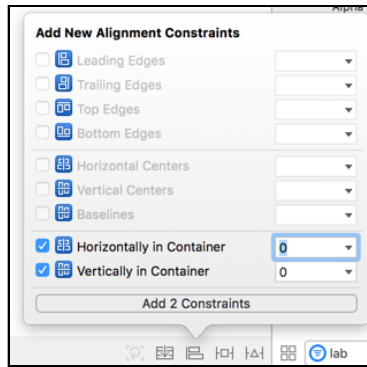 Alpha
Add New Alignment Constraints
Leading Edges
Trailing Edges
Top Edges
Bottom Edges
Horizontal Centers
Vertical Centers
Baselines
Horizontally in Container 0
Vertically in Container 0
Add 2 Constraints
lab